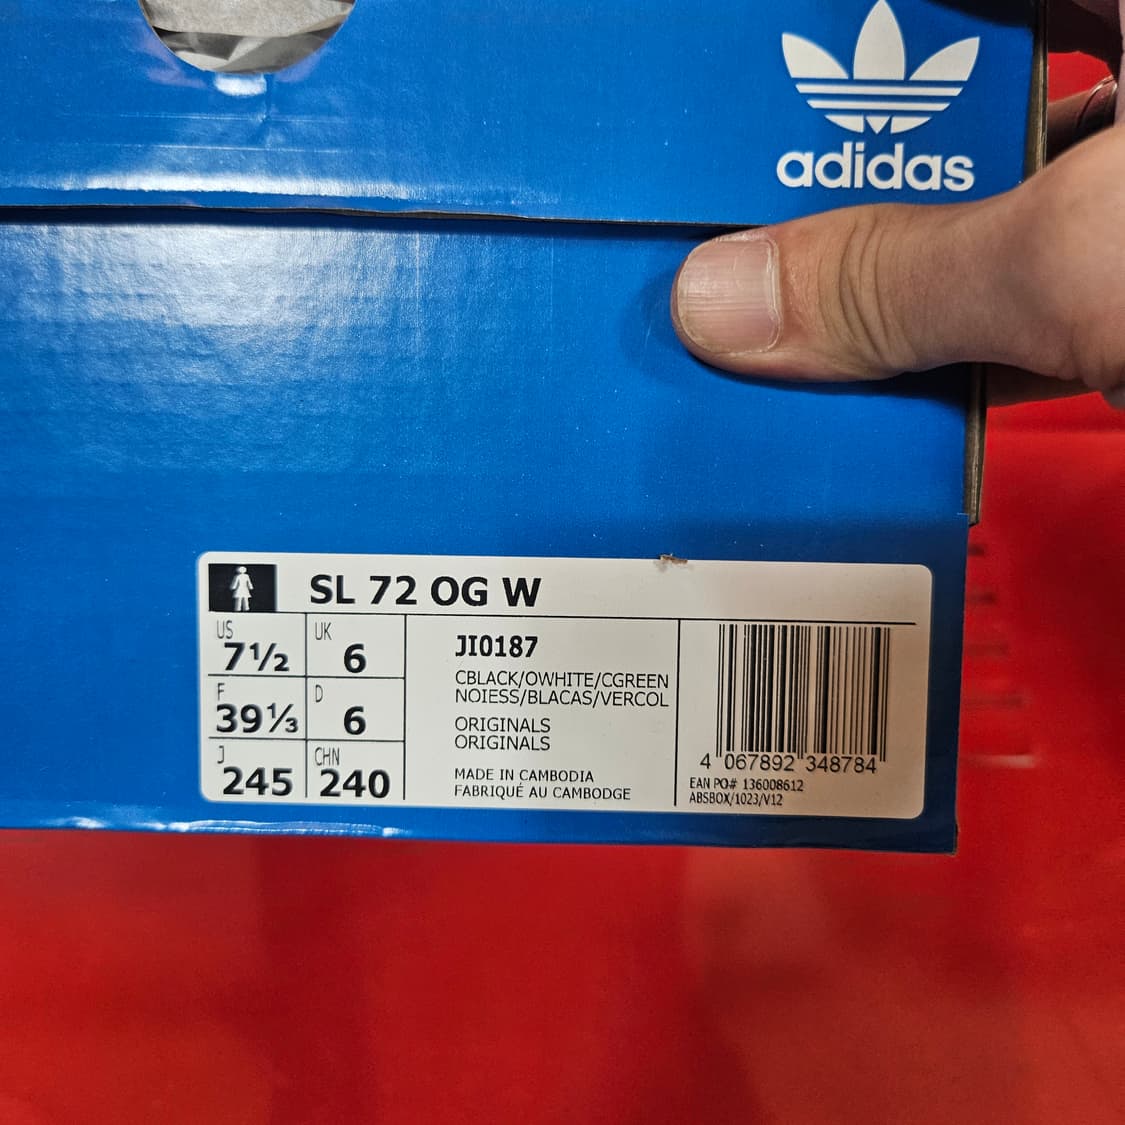 adidas
SL 72 OG W
US
7½
UK
6
F
39⅓
D
6
J
245
CHN
240
JI0187
CBLACK/OWHITE/CGREEN
NOIESS/BLACAS/VERCOL
ORIGINALS
ORIGINALS
MADE IN CAMBODIA
FABRIQUÉ AU CAMBODGE
4 067892 348784
EAN PO# 136008612
ABSBOX/1023/V12